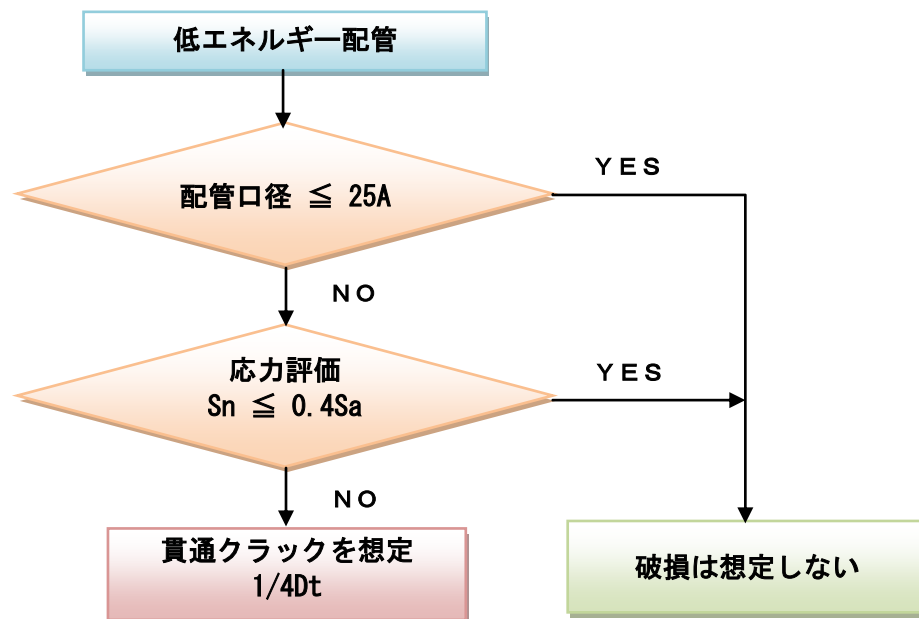 低エネルギー配管
ＹＥＳ
配管口径 ≦ 25A
ＮＯ
応力評価
Sn ≦ 0.4Sa
ＹＥＳ
ＮＯ
貫通クラックを想定
1/4Dt
破損は想定しない